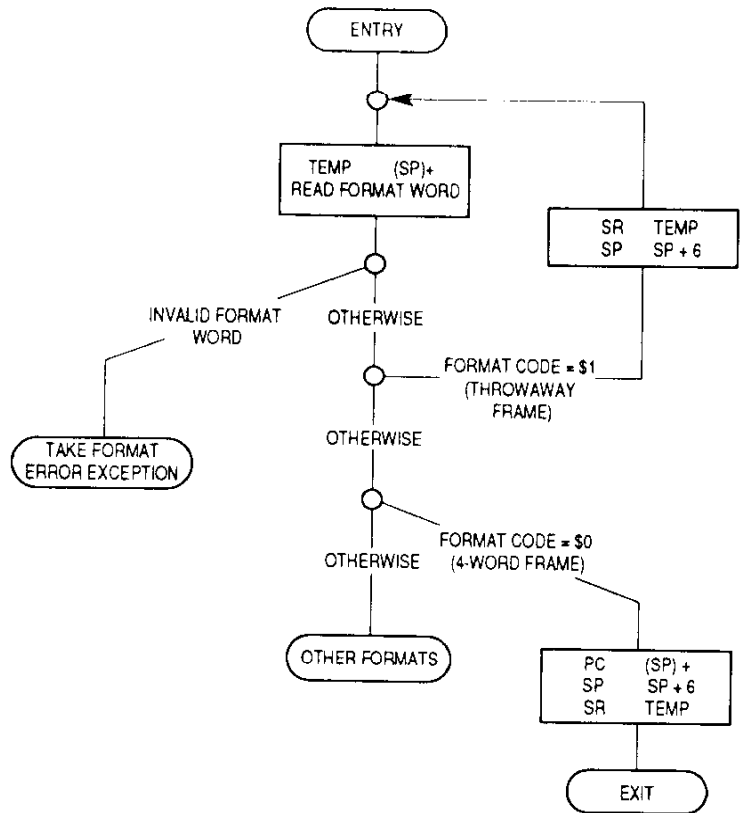 ENTRY
TEMP (SP)+
READ FORMAT WORD
SR TEMP
SP SP + 6
INVALID FORMAT
WORD
OTHERWISE
FORMAT CODE = $1
(THROWAWAY
FRAME)
TAKE FORMAT
ERROR EXCEPTION
OTHERWISE
FORMAT CODE = $0
(4-WORD FRAME)
OTHERWISE
OTHER FORMATS
PC (SP) +
SP SP + 6
SR TEMP
EXIT